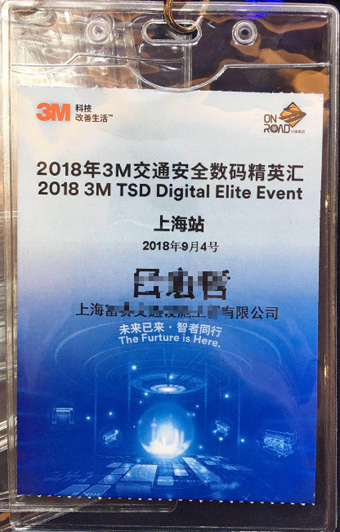 3M 科技
改善生活™
ON
ROAD
2018年3M交通安全数码精英汇
2018 3M TSD Digital Elite Event
上海站
2018年9月4号
上海富
有限公司
未来已来·智者同行
The Furture is Here.